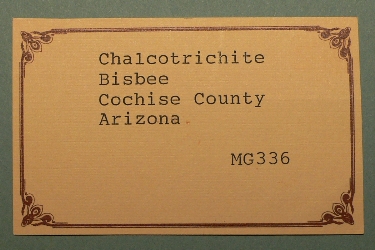 Chalcotrichite
Bisbee
Cochise County
Arizona
MG336